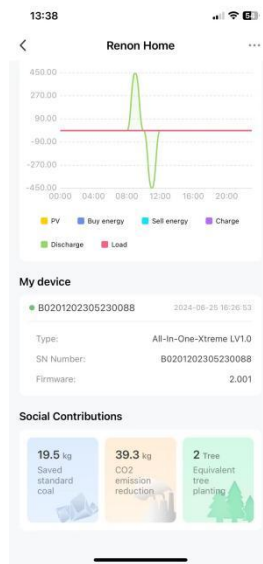 13:38
Renon Home
450.00
270.00
90.00
-90.00
-270.00
-450.00
00:00 04:00 08:00 12:00 16:00 20:00
PV Buy energy Sell energy Charge
Discharge Load
My device
B0201202305230088 2024-06-25 16:26:53
Type: All-In-One-Xtreme LV1.0
SN Number: B0201202305230088
Firmware: 2.001
Social Contributions
19.5 kg 39.3 kg 2 Tree
Saved CO2 Equivalent
standard emission tree
coal reduction planting